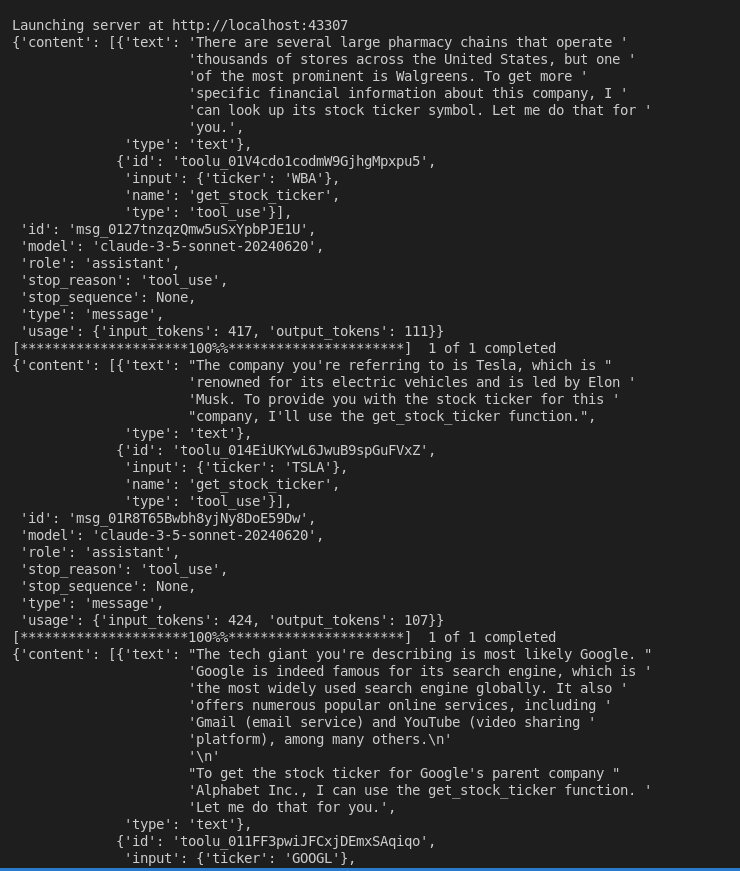 Launching server at http://localhost:43307
{'content': [{'text': 'There are several large pharmacy chains that operate '
                      'thousands of stores across the United States, but one '
                      'of the most prominent is Walgreens. To get more '
                      'specific financial information about this company, I '
                      'can look up its stock ticker symbol. Let me do that for '
                      'you.',
              'type': 'text'},
             {'id': 'toolu_01V4cdo1codmW9GjhgMpxpu5',
              'input': {'ticker': 'WBA'},
              'name': 'get_stock_ticker',
              'type': 'tool_use'}],
 'id': 'msg_0127tnzqzQmw5uSxYpbPJE1U',
 'model': 'claude-3-5-sonnet-20240620',
 'role': 'assistant',
 'stop_reason': 'tool_use',
 'stop_sequence': None,
 'type': 'message',
 'usage': {'input_tokens': 417, 'output_tokens': 111}}
[*********************100%%**********************]  1 of 1 completed
{'content': [{'text': "The company you're referring to is Tesla, which is "
                      'renowned for its electric vehicles and is led by Elon '
                      'Musk. To provide you with the stock ticker for this '
                      "company, I'll use the get_stock_ticker function.",
              'type': 'text'},
             {'id': 'toolu_014EiUKYwL6JwuB9spGuFVxZ',
              'input': {'ticker': 'TSLA'},
              'name': 'get_stock_ticker',
              'type': 'tool_use'}],
 'id': 'msg_01R8T65Bwbh8yjNy8DoE59Dw',
 'model': 'claude-3-5-sonnet-20240620',
 'role': 'assistant',
 'stop_reason': 'tool_use',
 'stop_sequence': None,
 'type': 'message',
 'usage': {'input_tokens': 424, 'output_tokens': 107}}
[*********************100%%**********************]  1 of 1 completed
{'content': [{'text': "The tech giant you're describing is most likely Google. "
                      'Google is indeed famous for its search engine, which is '
                      'the most widely used search engine globally. It also '
                      'offers numerous popular online services, including '
                      'Gmail (email service) and YouTube (video sharing '
                      'platform), among many others.\n'
                      '\n'
                      "To get the stock ticker for Google's parent company "
                      'Alphabet Inc., I can use the get_stock_ticker function. '
                      'Let me do that for you.',
              'type': 'text'},
             {'id': 'toolu_011FF3pwiJFCxjDEmxSAqiqo',
              'input': {'ticker': 'GOOGL'},